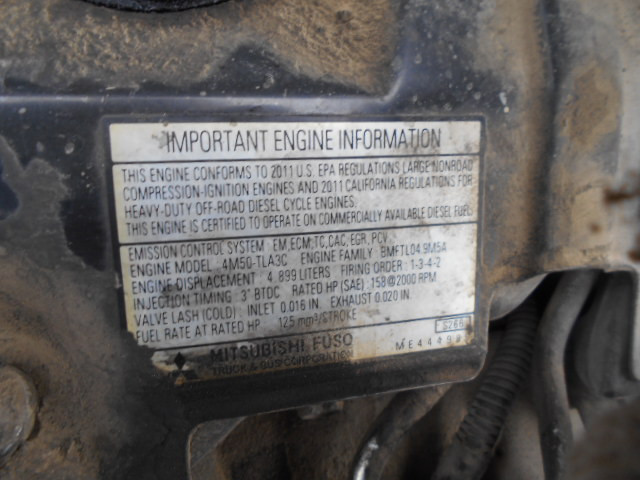 IMPORTANT ENGINE INFORMATION
THIS ENGINE CONFORMS TO 2011 U.S. EPA REGULATIONS LARGE NONROAD
COMPRESSION-IGNITION ENGINES AND 2011 CALIFORNIA REGULATIONS FOR
HEAVY-DUTY OFF-ROAD DIESEL CYCLE ENGINES.
THIS ENGINE IS CERTIFIED TO OPERATE ON COMMERCIALLY AVAILABLE DIESEL FUEL.
EMISSION CONTROL SYSTEM EM,ECM,TC,CAC,EGR,PCV
ENGINE MODEL 4M50-TLA3C ENGINE FAMILY BMFTL04.9M54
ENGINE DISPLACEMENT 4.899 LITERS FIRING ORDER : 1-3-4-2
INJECTION TIMING 3° BTDC RATED HP (SAE) : 158 @2000 RPM
VALVE LASH (COLD) INLET 0.016 IN EXHAUST 0.020 IN
FUEL RATE AT RATED HP 125 mm³/STROKE
MITSUBISHI FUSO
TRUCK & BUS CORPORATION